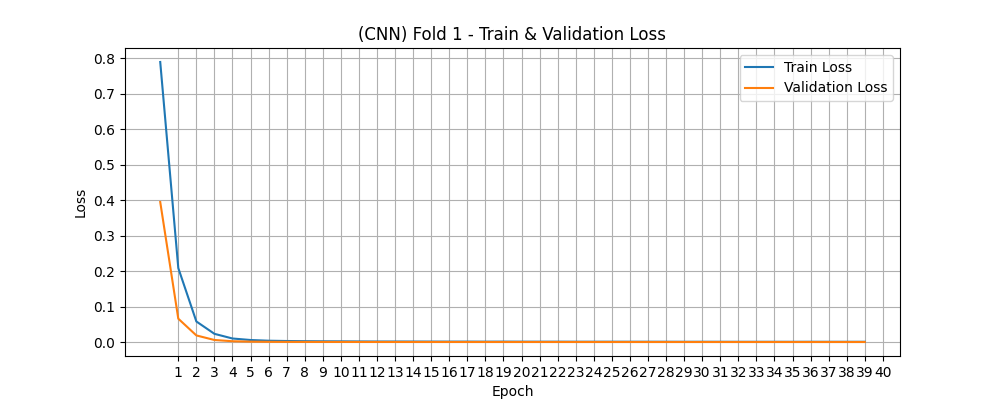 (CNN) Fold 1 - Train & Validation Loss
Train Loss
Validation Loss
0.8
0.7
0.6
0.5
0.4
0.3
0.2
0.1
0.0
Loss
1 2 3 4 5 6 7 8 9 10 11 12 13 14 15 16 17 18 19 20 21 22 23 24 25 26 27 28 29 30 31 32 33 34 35 36 37 38 39 40
Epoch